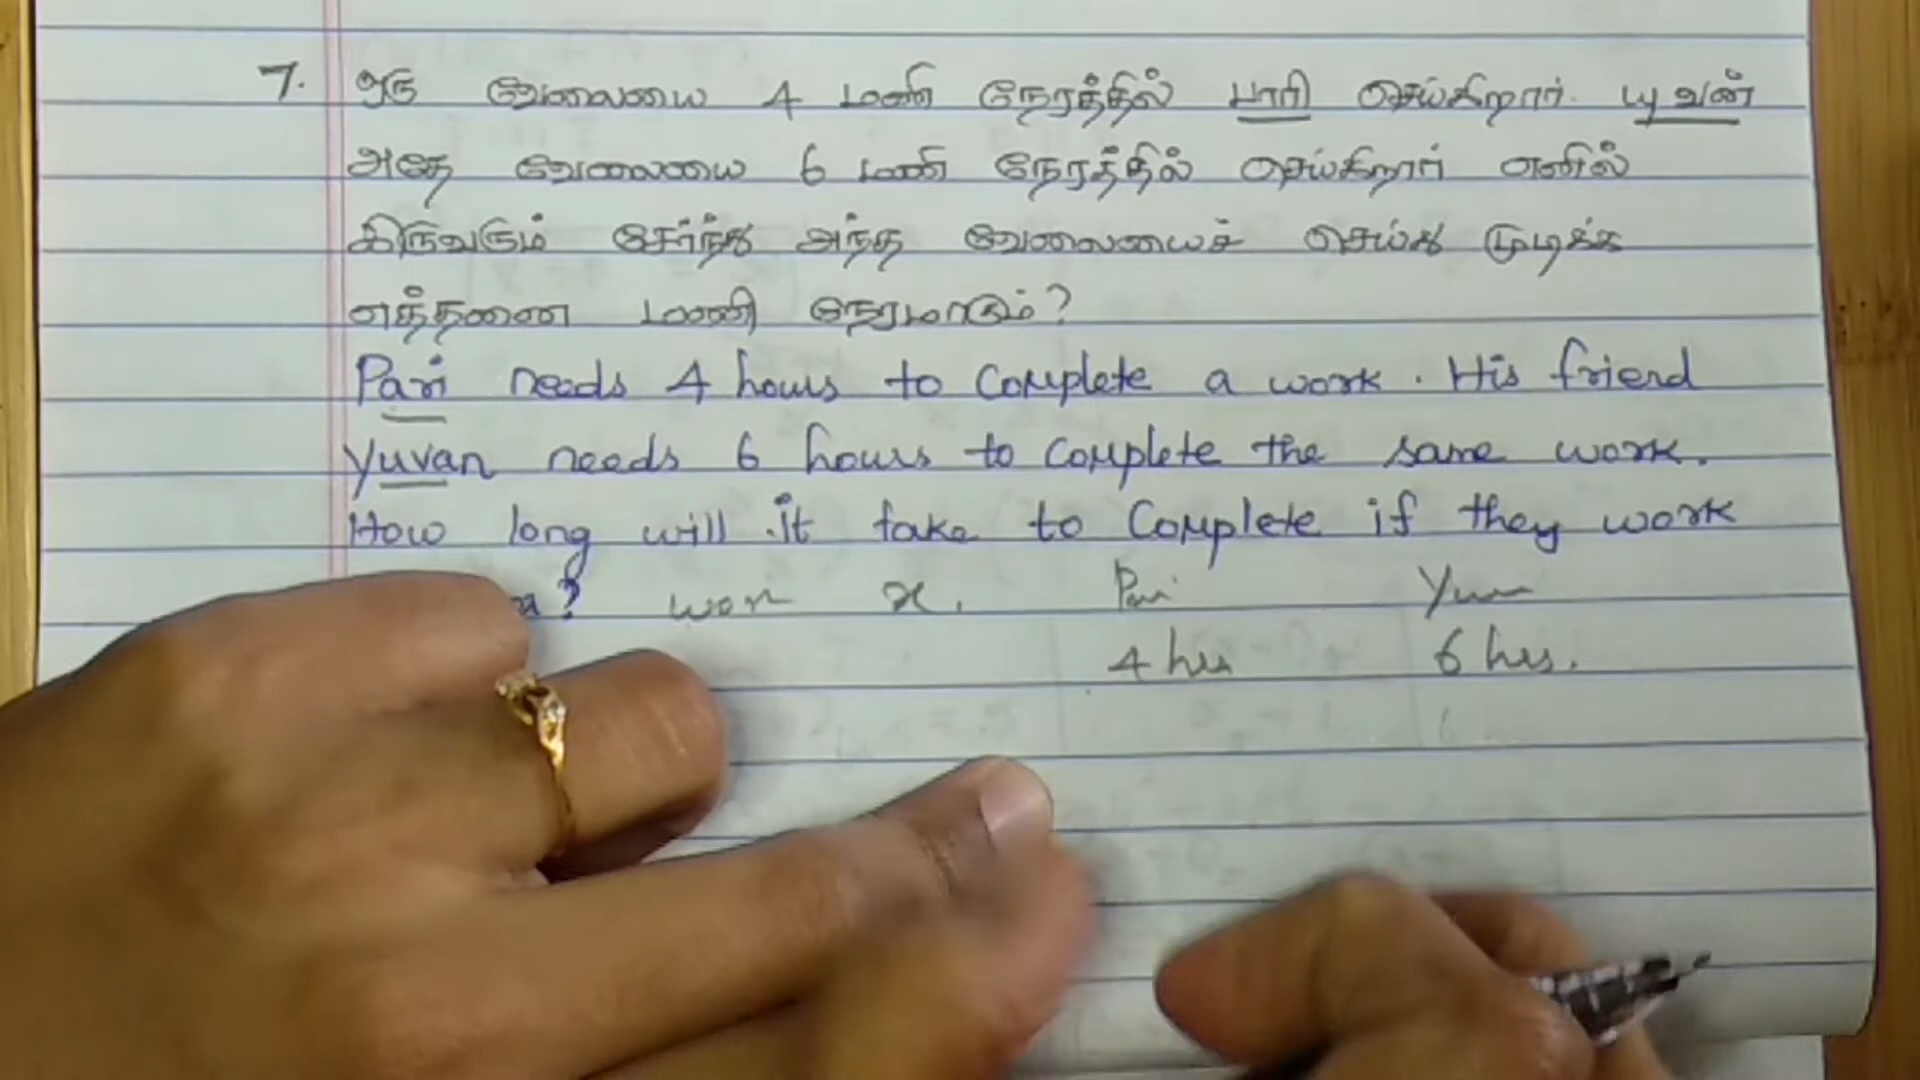 7. ஒரு வேலையை 4 மணி நேரத்தில் பாரி செய்கிறார். யுவன்
அதே வேலையை 6 மணி நேரத்தில் செய்கிறார் எனில்
இருவரும் சேர்ந்து அந்த வேலையைச் செய்து முடிக்க
எத்தனை மணி நேரமாகும்?
Pari needs 4 hours to complete a work. His friend
Yuvan needs 6 hours to complete the same work.
How long will it take to complete if they work
? work x. Pari Yuvan
4 hrs 6 hrs.